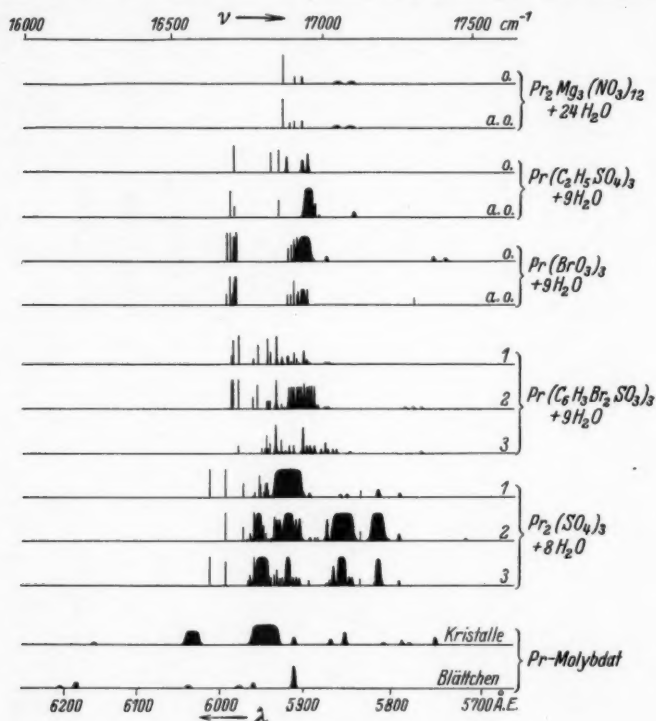 16000 16500 ν → 17000 17500 cm⁻¹
o.
a.o.
Pr₂Mg₃(NO₃)₁₂
+24H₂O
o.
a.o.
Pr(C₂H₅SO₄)₃
+9H₂O
o.
a.o.
Pr(BrO₃)₃
+9H₂O
1
2
3
Pr(C₆H₃Br₂SO₃)₃
+9H₂O
1
2
3
Pr₂(SO₄)₃
+8H₂O
Kristalle
Blättchen
Pr-Molybdat
6200 6100 6000 5900 5800 5700 Å.E.
← λ